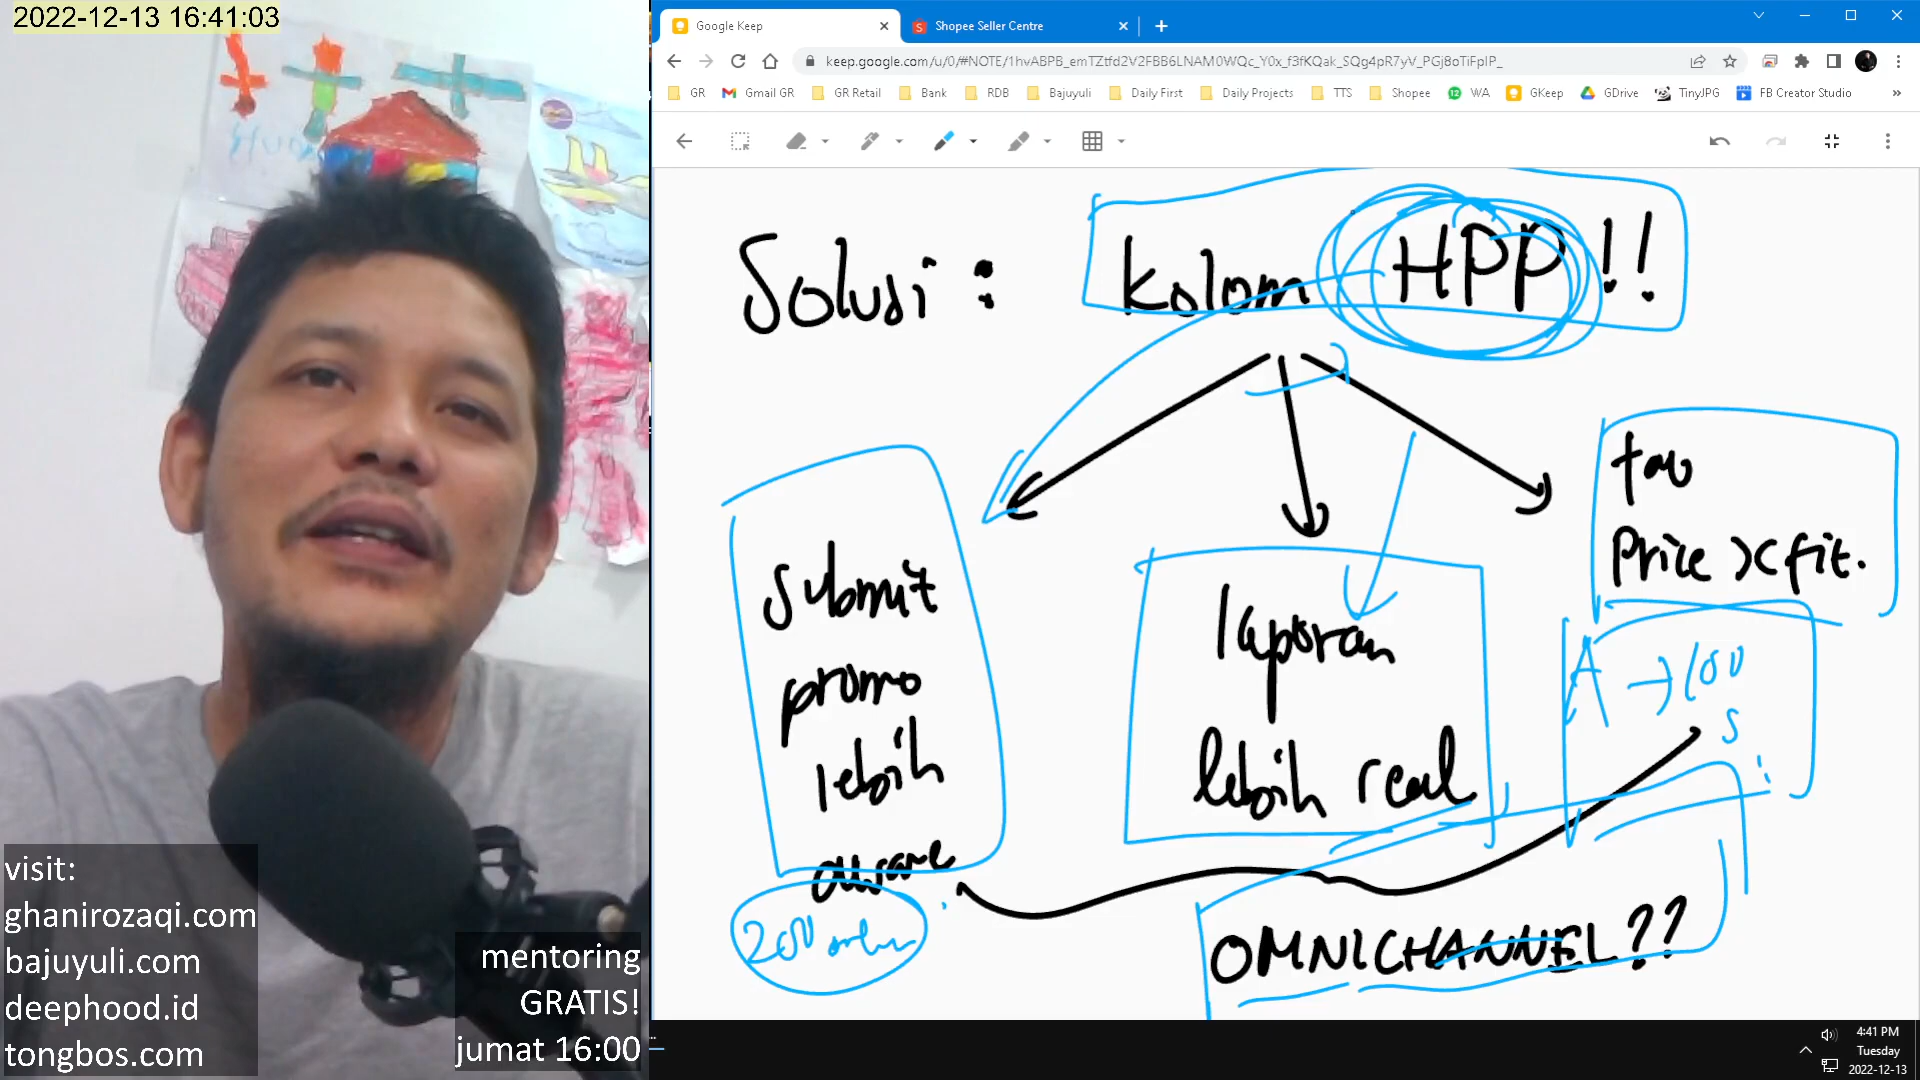 2022-12-13 16:41:03
Google Keep
Shopee Seller Centre
keep.google.com/u/0/#NOTE/1hvABPB_emTZtfd2V2FBB6LNAM0WQc_Y0x_f3fKQak_SQg4pR7yV_PGj8oTiFpIP_
GR
Gmail GR
GR Retail
Bank
RDB
Bajuyuli
Daily First
Daily Projects
TTS
Shopee
12
WA
GKeep
GDrive
TinyJPG
FB Creator Studio
»
Solusi : kolom HPP !!
submit
promo
lebih
aware
laporan
lebih real
tau
Price
fit.
A → 100
S
OMNICHANNEL??
visit:
ghanirozaqi.com
bajuyuli.com
deephood.id
tongbos.com
mentoring
GRATIS!
jumat 16:00
4:41 PM
Tuesday
2022-12-13